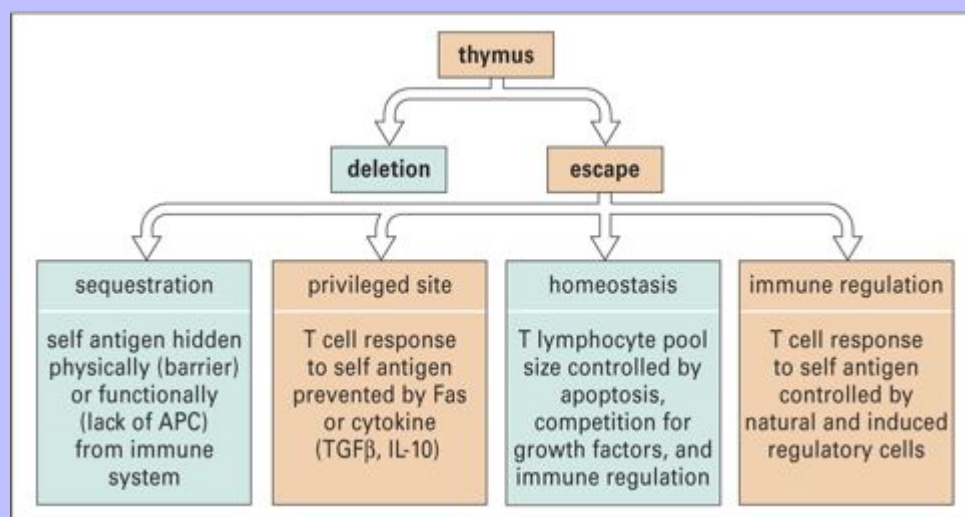 thymus
deletion
escape
sequestration
self antigen hidden
physically (barrier)
or functionally
(lack of APC)
from immune
system
privileged site
T cell response
to self antigen
prevented by Fas
or cytokine
(TGFβ, IL-10)
homeostasis
T lymphocyte pool
size controlled by
apoptosis,
competition for
growth factors, and
immune regulation
immune regulation
T cell response
to self antigen
controlled by
natural and induced
regulatory cells